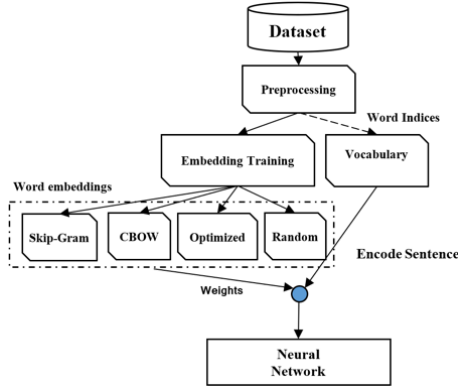 Dataset
Preprocessing
Word Indices
Embedding Training
Vocabulary
Word embeddings
Skip-Gram
CBOW
Optimized
Random
Encode Sentence
Weights
Neural
Network